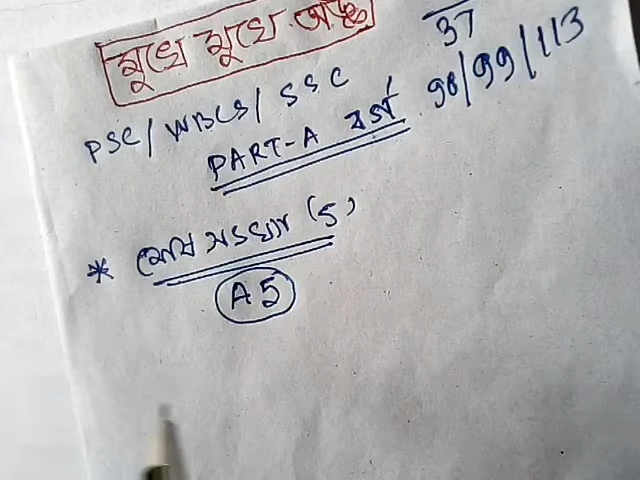 মুখে মুখে অঙ্ক
37
PSC/WBCS/SSC
PART-A বর্গ 98/99/113
* শেষ সংখ্যা (5)
A5